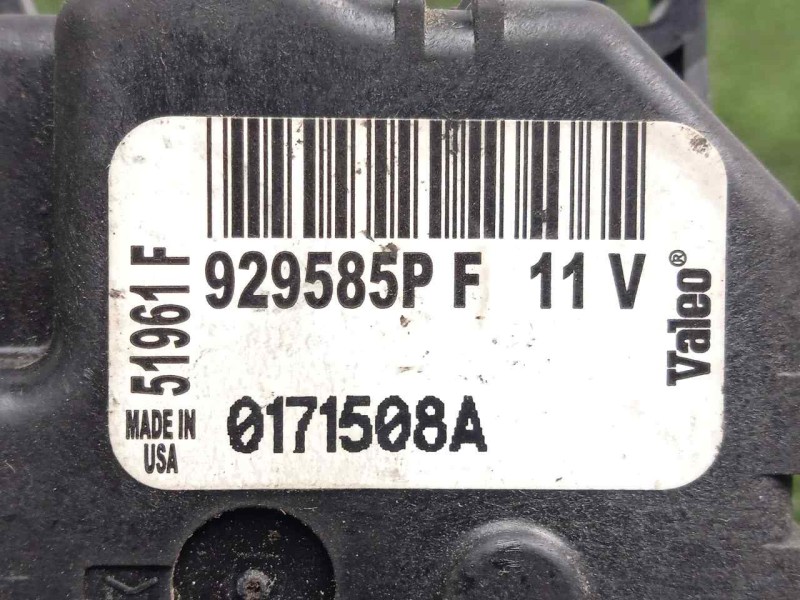 929585P F 11 V
51961 F
Valeo®
MADE IN
USA
0171508A